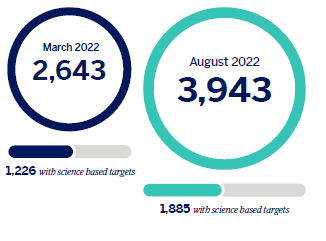 March 2022
2,643
1,226 with science based targets
August 2022
3,943
1,885 with science based targets